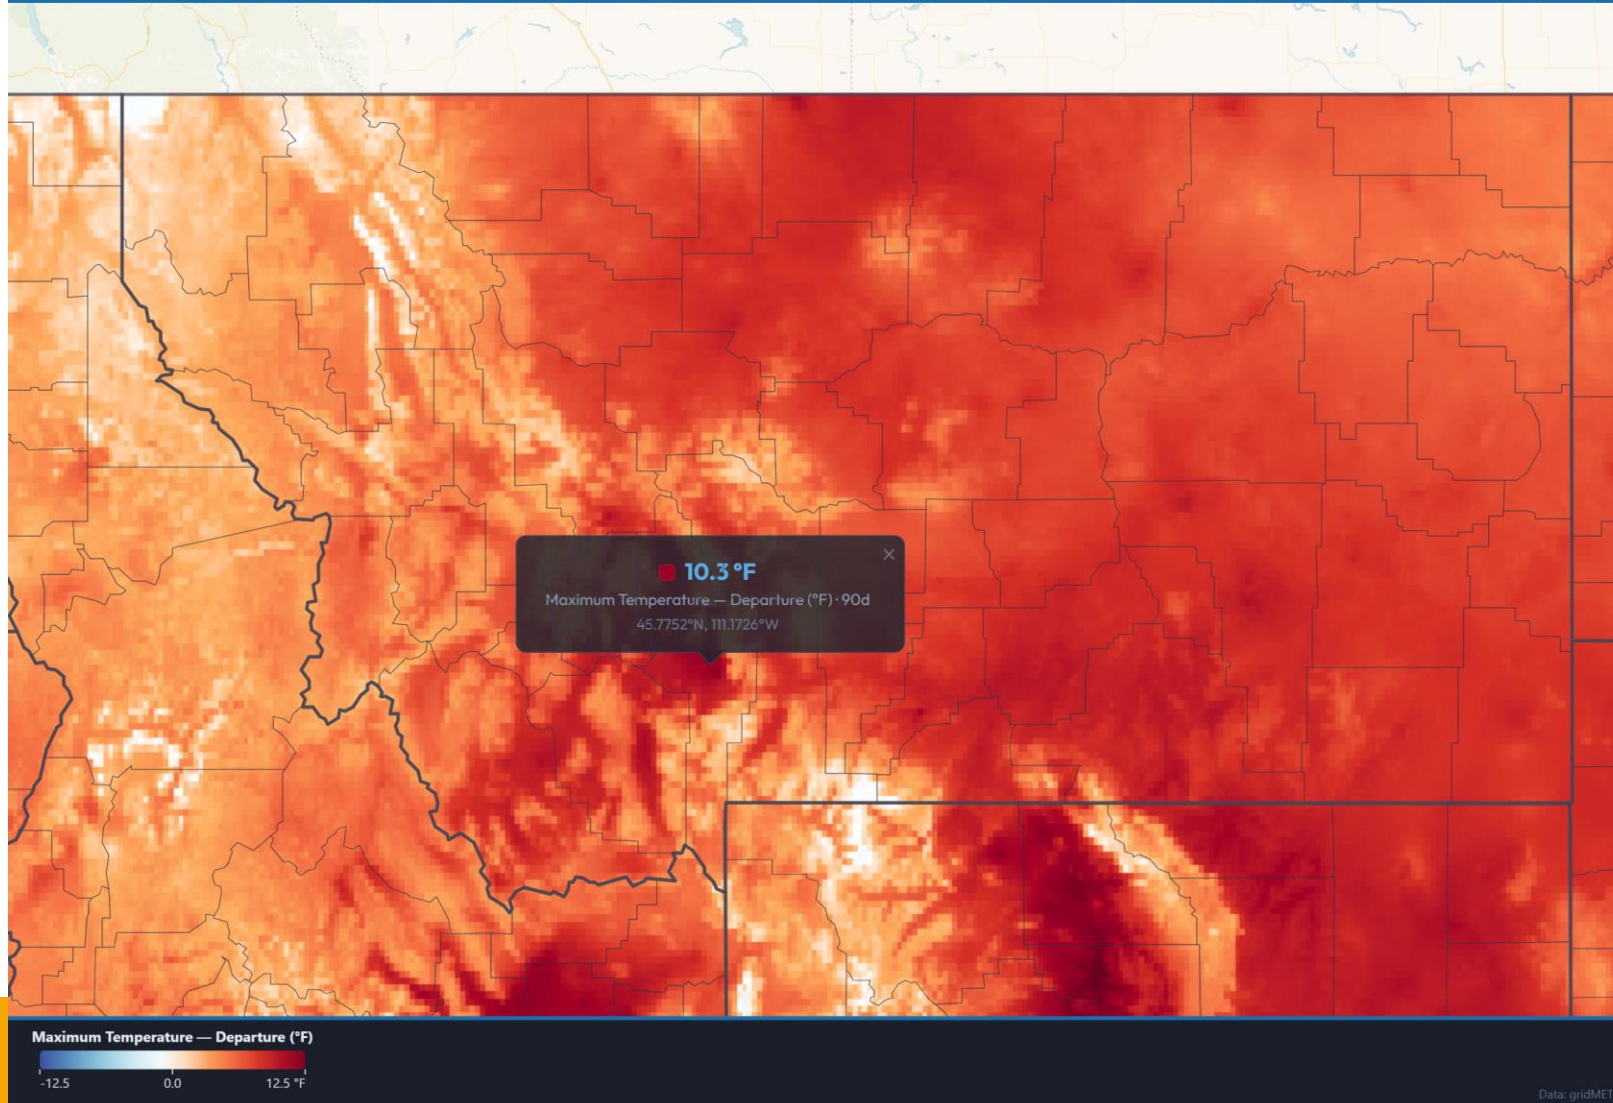 10.3 °F
Maximum Temperature — Departure (°F) · 90d
45.7752°N, 111.1726°W
Maximum Temperature — Departure (°F)
-12.5 0.0 12.5 °F
Data: gridMET